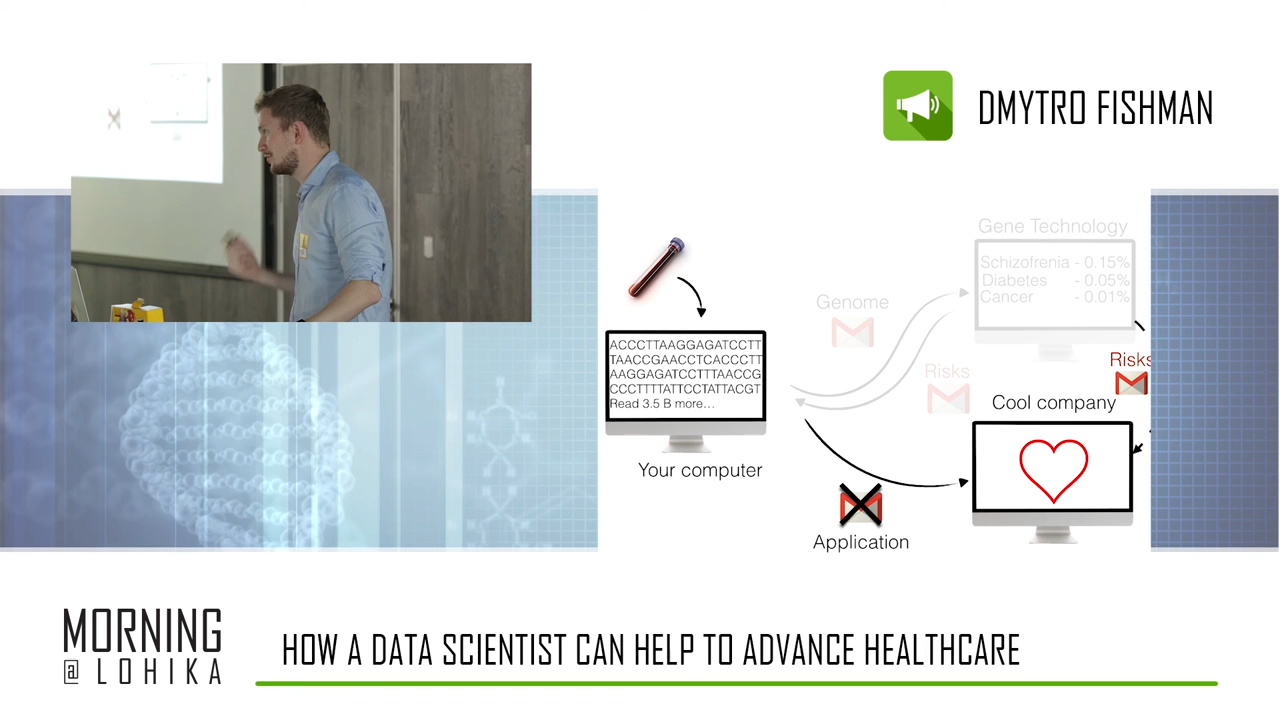 DMYTRO FISHMAN
Gene Technology
Schizofrenia - 0.15%
Diabetes - 0.05%
Cancer - 0.01%
Genome
ACCCTTAAGGAGATCCTT
TAACCGAACCTCACCCTT
AAGGAGATCCTTTAACCG
CCCTTTTATTCCTATTACGT
Read 3.5 B more...
Risks
Risks
Cool company
Your computer
Application
MORNING
@ LOHIKA
HOW A DATA SCIENTIST CAN HELP TO ADVANCE HEALTHCARE